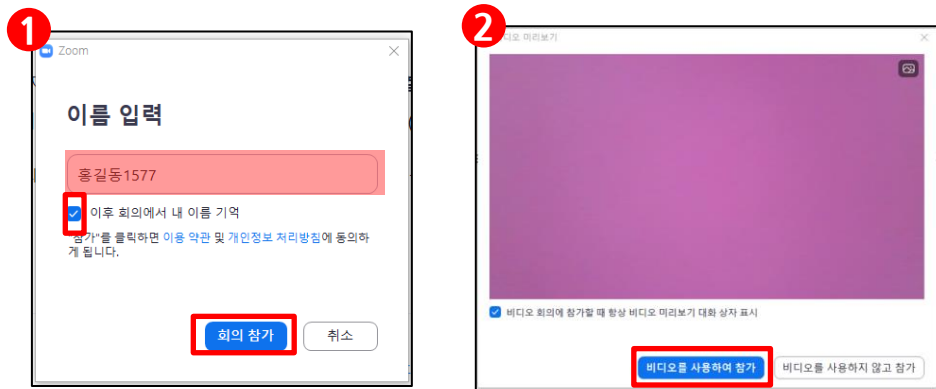 1
Zoom
이름 입력
홍길동1577
이후 회의에서 내 이름 기억
"참가"를 클릭하면 이용 약관 및 개인정보 처리방침에 동의하
게 됩니다.
회의 참가
취소
2
디오 미리보기
비디오 회의에 참가할 때 항상 비디오 미리보기 대화 상자 표시
비디오를 사용하여 참가
비디오를 사용하지 않고 참가